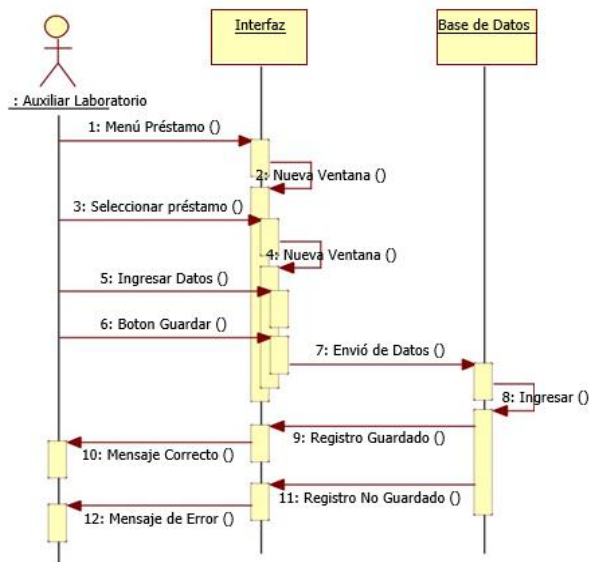 Interfaz
Base de Datos
: Auxiliar Laboratorio
1: Menú Préstamo ()
2: Nueva Ventana ()
3: Seleccionar préstamo ()
4: Nueva Ventana ()
5: Ingresar Datos ()
6: Boton Guardar ()
7: Envió de Datos ()
8: Ingresar ()
9: Registro Guardado ()
10: Mensaje Correcto ()
11: Registro No Guardado ()
12: Mensaje de Error ()